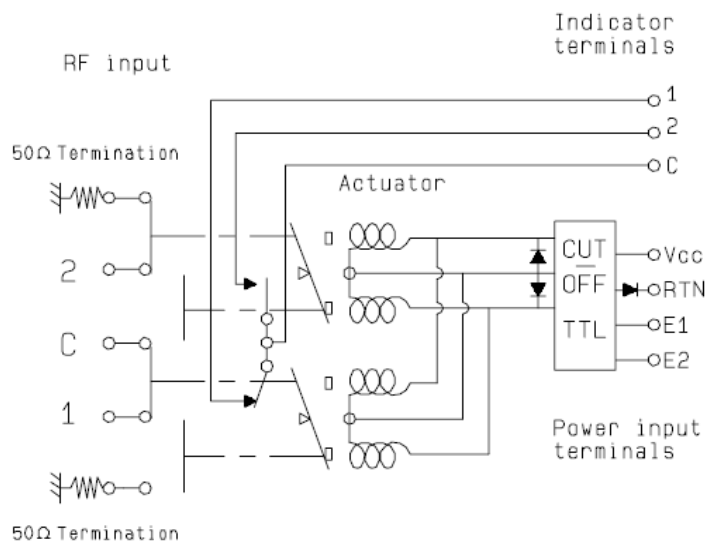 Indicator
terminals
RF input
1
2
C
50Ω Termination
Actuator
2
C
1
CUT
OFF
TTL
Vcc
RTN
E1
E2
Power input
terminals
50Ω Termination